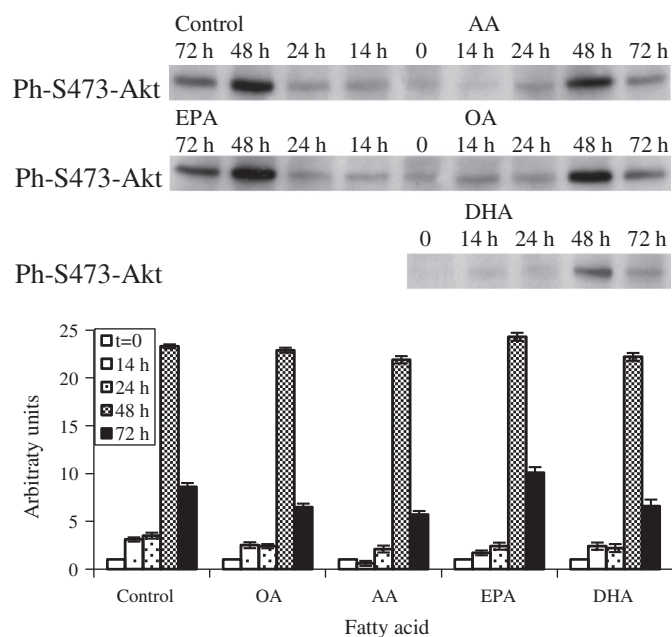 Control AA
72 h 48 h 24 h 14 h 0 14 h 24 h 48 h 72 h
Ph-S473-Akt
EPA OA
72 h 48 h 24 h 14 h 0 14 h 24 h 48 h 72 h
Ph-S473-Akt
DHA
0 14 h 24 h 48 h 72 h
Ph-S473-Akt
25
20
15
10
5
0
Arbitraty units
t=0
14 h
24 h
48 h
72 h
Control OA AA EPA DHA
Fatty acid